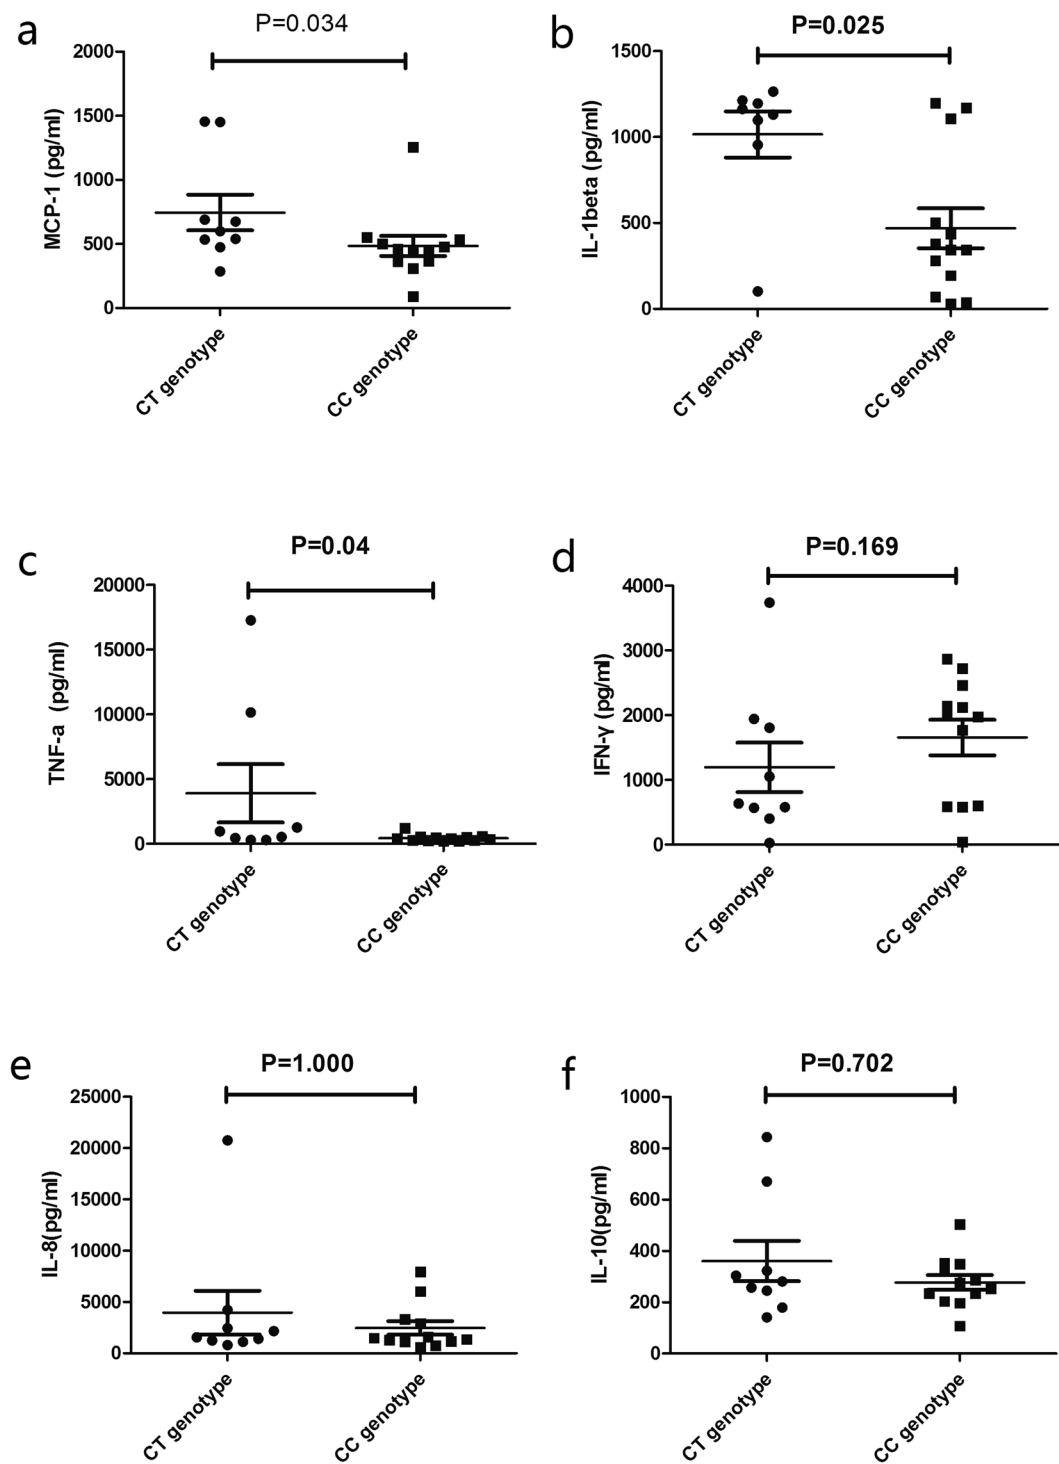 a
P=0.034
MCP-1 (pg/ml)
2000
1500
1000
500
0
CT genotype
CC genotype
b
P=0.025
IL-1beta (pg/ml)
1500
1000
500
0
CT genotype
CC genotype
c
P=0.04
TNF-a (pg/ml)
20000
15000
10000
5000
0
CT genotype
CC genotype
d
P=0.169
IFN-γ (pg/ml)
4000
3000
2000
1000
0
CT genotype
CC genotype
e
P=1.000
IL-8(pg/ml)
25000
20000
15000
10000
5000
0
CT genotype
CC genotype
f
P=0.702
IL-10(pg/ml)
1000
800
600
400
200
0
CT genotype
CC genotype